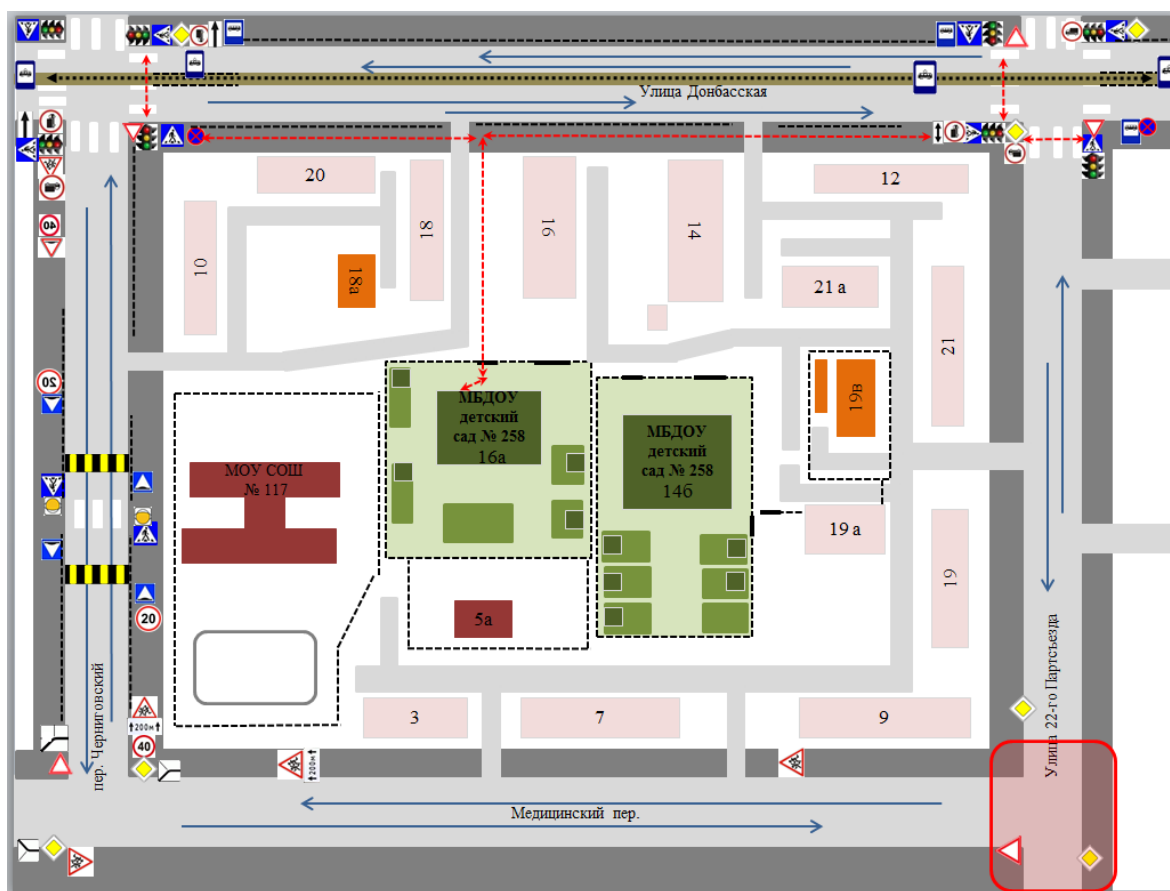 Улица Донбасская
20
12
10
18
16
14
18а
21 а
21
19в
40
20
МБДОУ
детский
сад № 258
16а
МБДОУ
детский
сад № 258
14б
МОУ СОШ
№ 117
19 а
19
5а
20
пер. Черниговский
Улица 22-го Партсъезда
200м
40
3
7
9
200м
Медицинский пер.